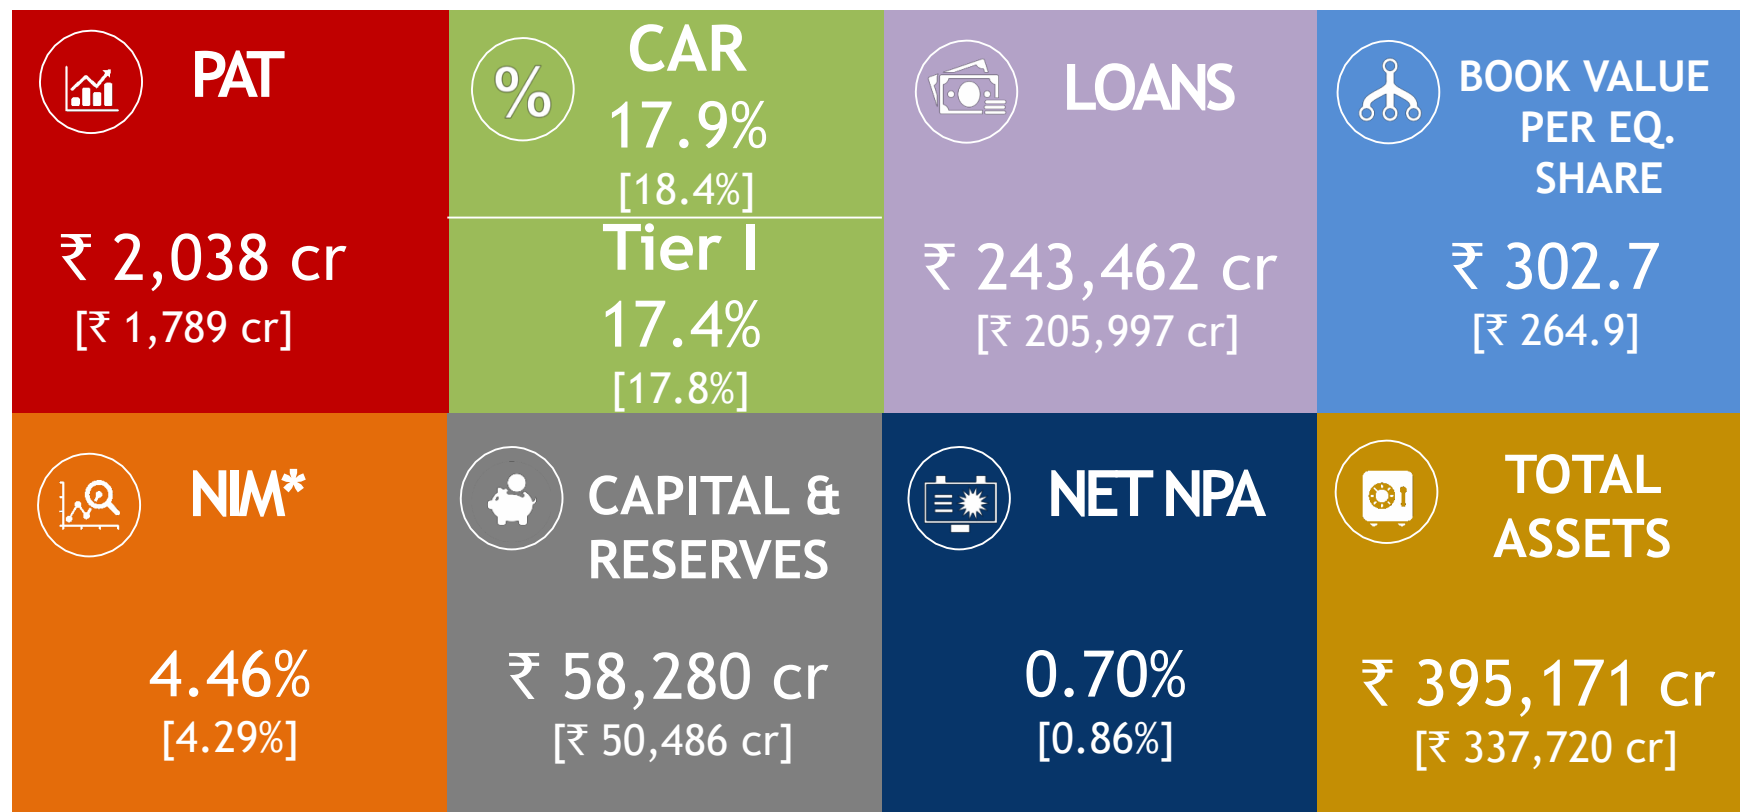 PAT
₹ 2,038 cr
[₹ 1,789 cr]
%
CAR
17.9%
[18.4%]
Tier I
17.4%
[17.8%]
LOANS
₹ 243,462 cr
[₹ 205,997 cr]
BOOK VALUE
PER EQ.
SHARE
₹ 302.7
[₹ 264.9]
NIM*
4.46%
[4.29%]
CAPITAL &
RESERVES
₹ 58,280 cr
[₹ 50,486 cr]
NET NPA
0.70%
[0.86%]
TOTAL
ASSETS
₹ 395,171 cr
[₹ 337,720 cr]